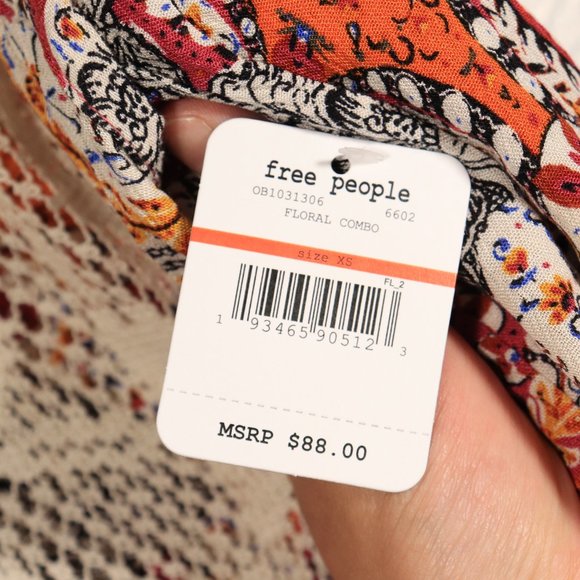 free people
OB1031306 6602
FLORAL COMBO
size XS
FL_2
1 93465 90512 3
MSRP $88.00